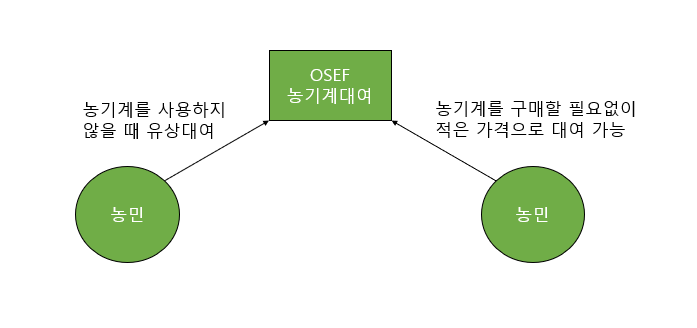 OSEF
농기계대여
농기계를 사용하지
않을 때 유상대여
농기계를 구매할 필요없이
적은 가격으로 대여 가능
농민
농민